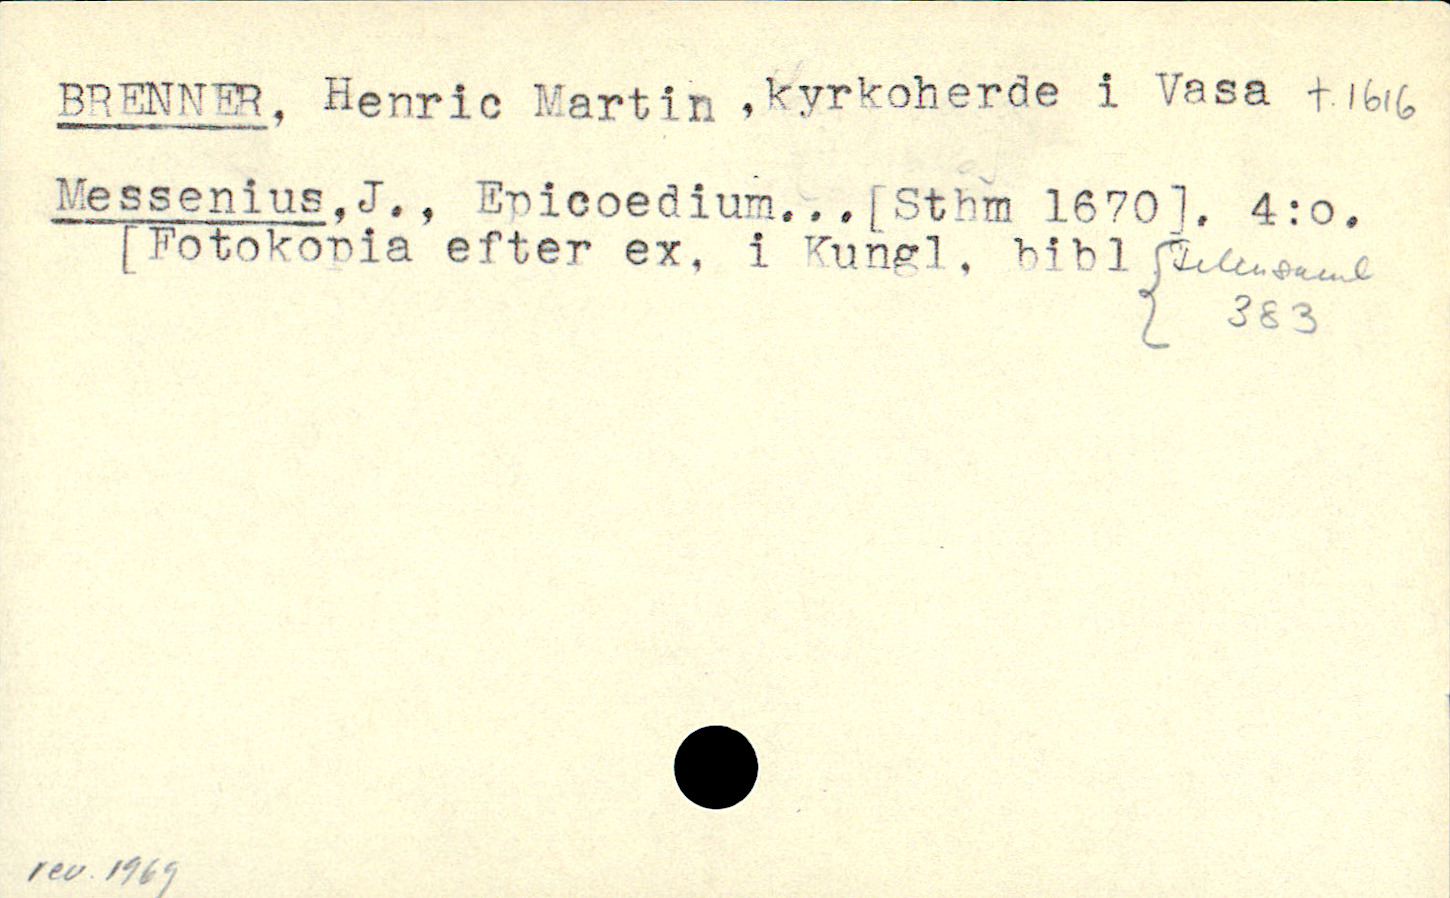 BRENNER, Henric Martin ,kyrkoherde i Vasa †. 1616
Messenius,J., Epicoedium...[Sthm 1670]. 4:o.
[Fotokopia efter ex, i Kungl, bibl
383
rev. 1969